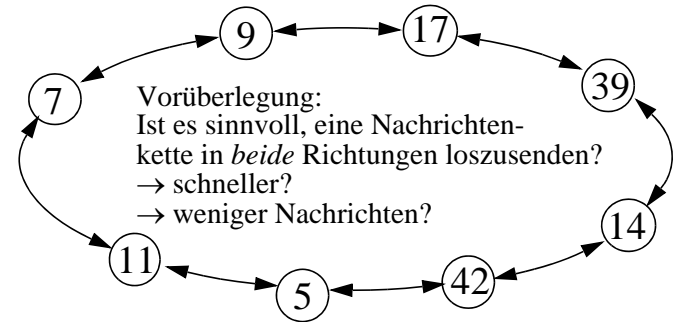 9
17
7
39
Vorüberlegung:
Ist es sinnvoll, eine Nachrichten-
kette in beide Richtungen loszusenden?
→ schneller?
→ weniger Nachrichten?
14
11
42
5